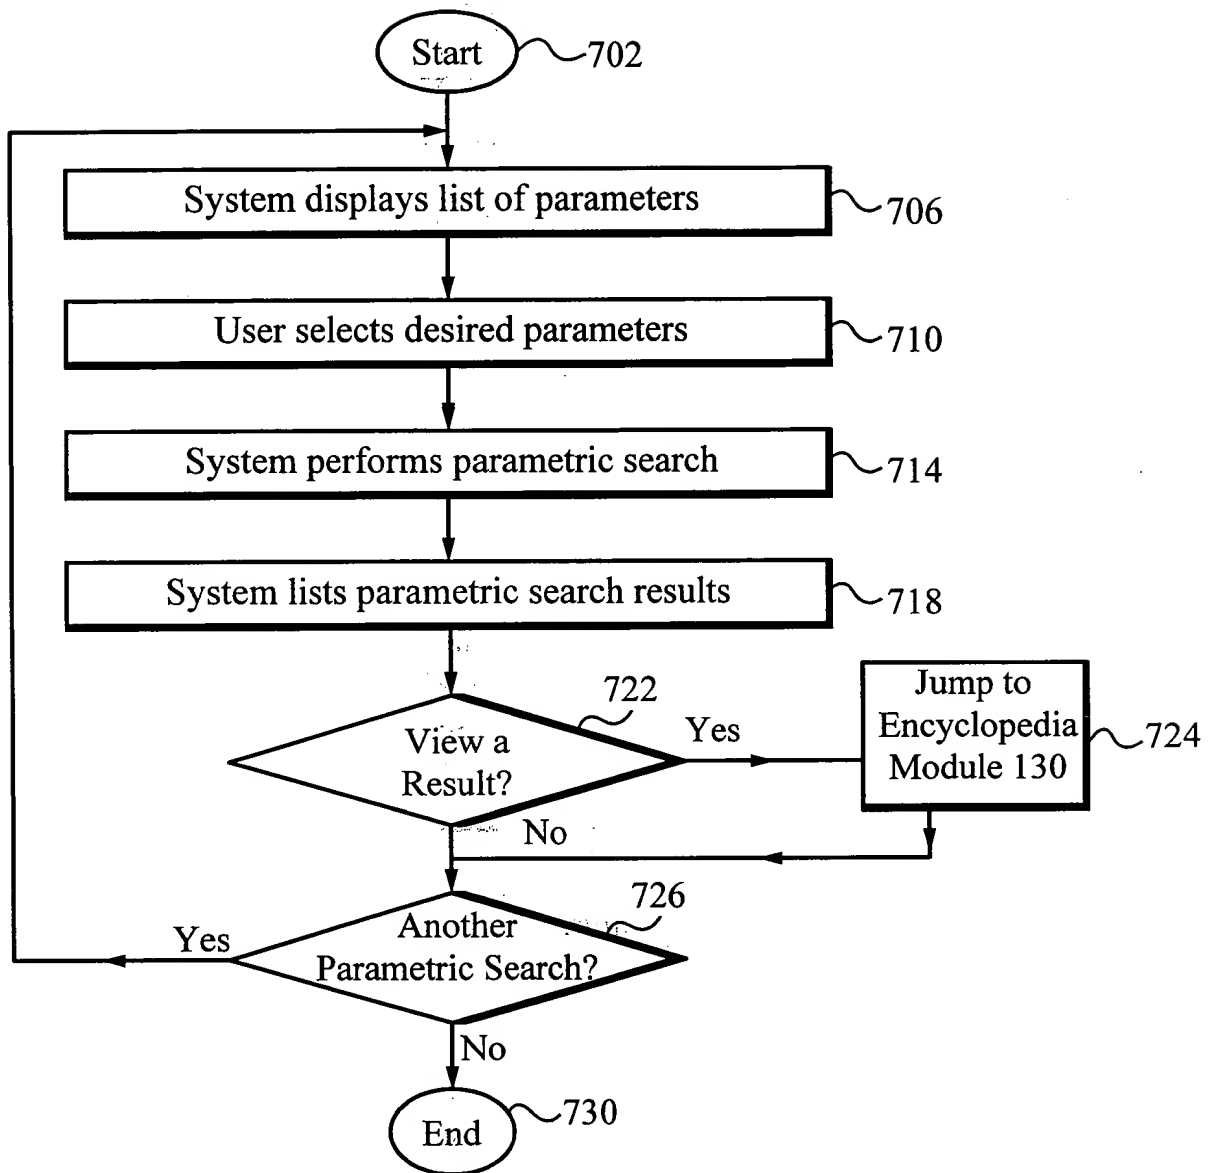 Start
702
System displays list of parameters
706
User selects desired parameters
710
System performs parametric search
714
System lists parametric search results
718
722
View a
Result?
Yes
Jump to
Encyclopedia
Module 130
724
No
726
Another
Parametric Search?
Yes
No
730
End